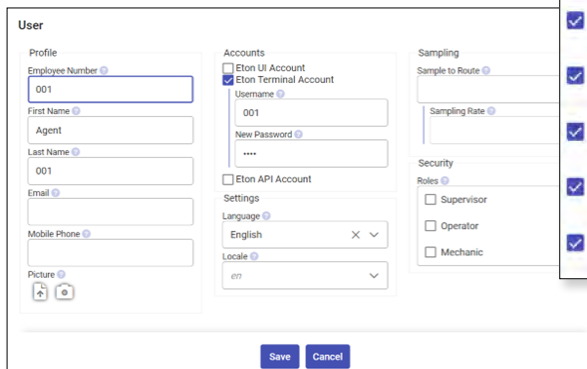 User
Profile
Employee Number
001
First Name
Agent
Last Name
001
Email
Mobile Phone
Picture
Accounts
Eton UI Account
Eton Terminal Account
Username
001
New Password
••••
Eton API Account
Settings
Language
English
Locale
en
Sampling
Sample to Route
Sampling Rate
Security
Roles
Supervisor
Operator
Mechanic
Save Cancel